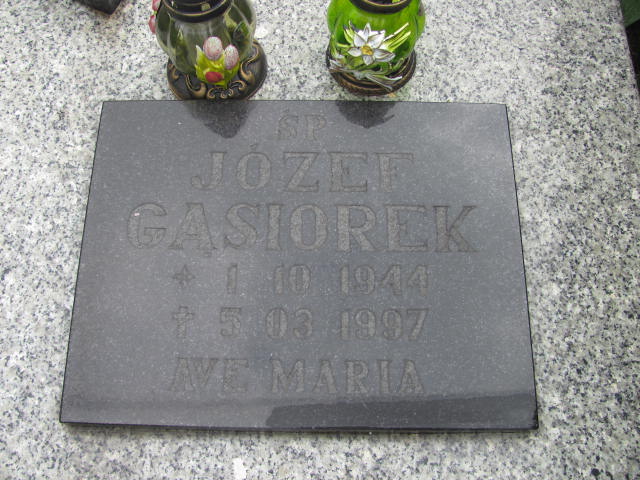 ŚP
JÓZEF
GĄSIOREK
* 1 10 1944
† 5 03 1997
AVE MARIA